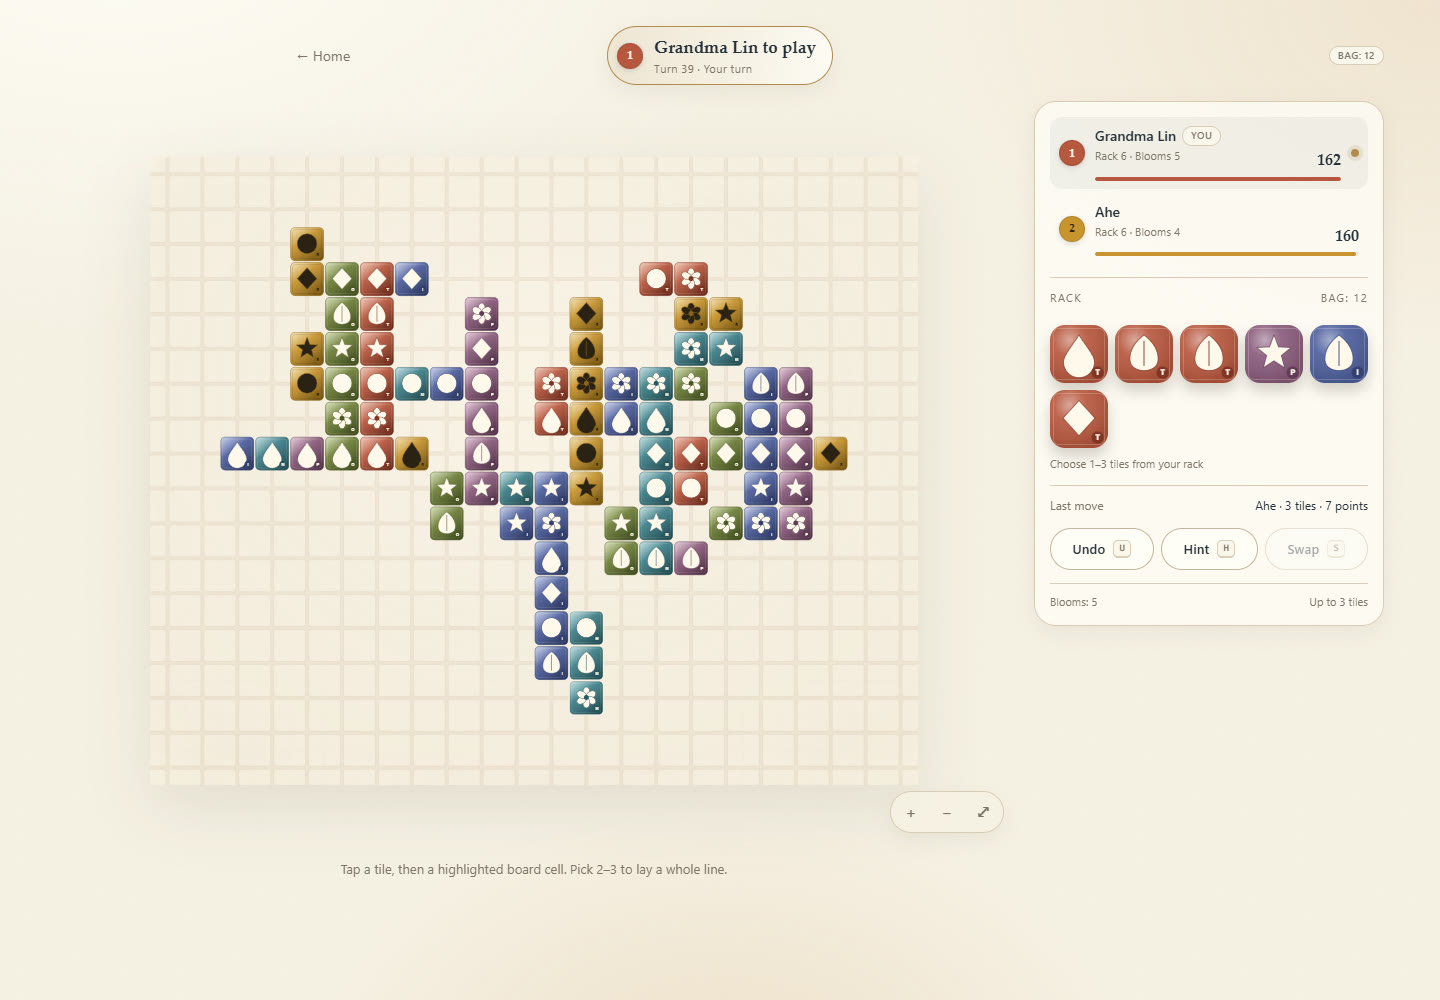 ← Home
1
Grandma Lin to play
Turn 39 · Your turn
BAG: 12
1
Grandma Lin
YOU
Rack 6 · Blooms 5
162
2
Ahe
Rack 6 · Blooms 4
160
RACK
BAG: 12
T
T
T
P
I
T
Choose 1–3 tiles from your rack
Last move
Ahe · 3 tiles · 7 points
Undo U
Hint H
Swap S
Blooms: 5
Up to 3 tiles
+ − ⤢
Tap a tile, then a highlighted board cell. Pick 2–3 to lay a whole line.